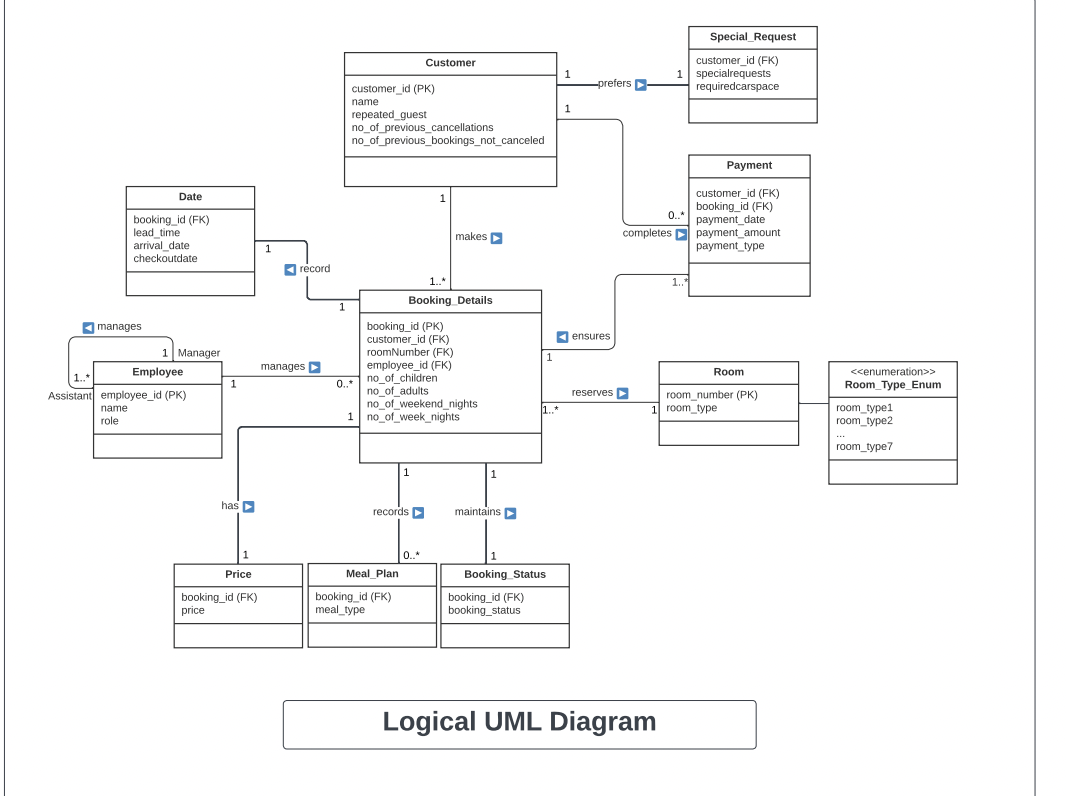 Special_Request
customer_id (FK)
specialrequests
requiredcarspace
Customer
customer_id (PK)
name
repeated_guest
no_of_previous_cancellations
no_of_previous_bookings_not_canceled
1
prefers
1
1
Payment
customer_id (FK)
booking_id (FK)
payment_date
payment_amount
payment_type
0..*
completes
1..*
Date
booking_id (FK)
lead_time
arrival_date
checkoutdate
1
record
1
1
makes
1..*
Booking_Details
booking_id (PK)
customer_id (FK)
roomNumber (FK)
employee_id (FK)
no_of_children
no_of_adults
no_of_weekend_nights
no_of_week_nights
ensures
1
manages
1
Manager
1..*
Assistant
Employee
employee_id (PK)
name
role
manages
1
0..*
1
reserves
1..*
1
Room
room_number (PK)
room_type
<<enumeration>>
Room_Type_Enum
room_type1
room_type2
...
room_type7
has
1
1
records
0..*
1
maintains
1
Price
booking_id (FK)
price
Meal_Plan
booking_id (FK)
meal_type
Booking_Status
booking_id (FK)
booking_status
Logical UML Diagram